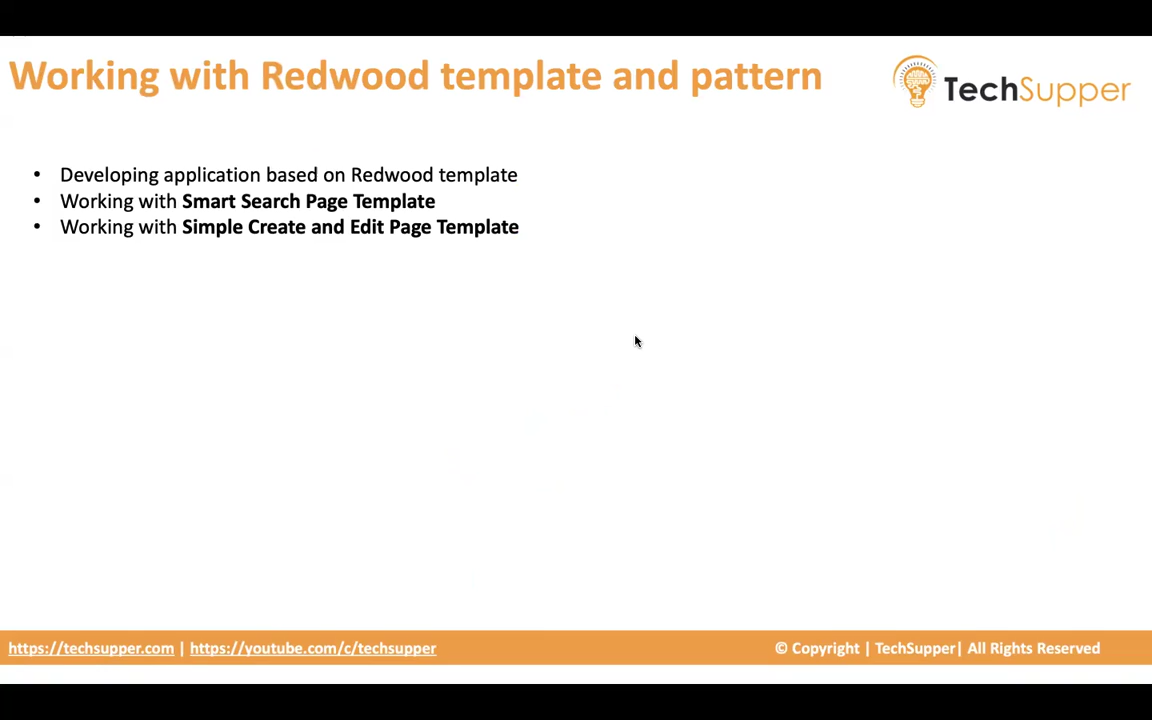 Working with Redwood template and pattern
TechSupper
• Developing application based on Redwood template
• Working with Smart Search Page Template
• Working with Simple Create and Edit Page Template
https://techsupper.com | https://youtube.com/c/techsupper
© Copyright | TechSupper| All Rights Reserved